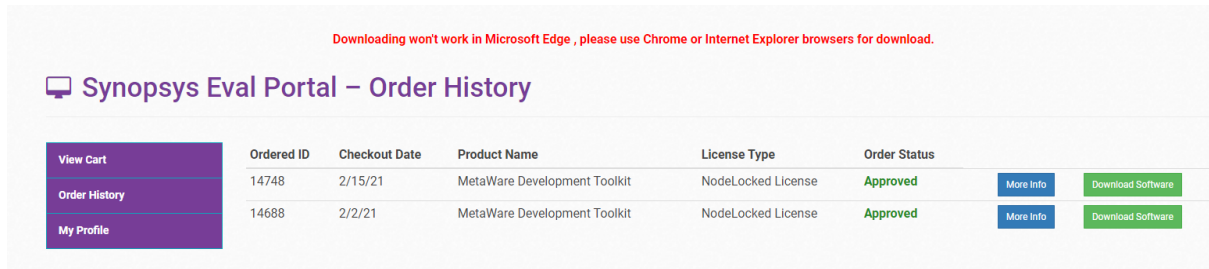 Downloading won't work in Microsoft Edge , please use Chrome or Internet Explorer browsers for download.
Synopsys Eval Portal – Order History
View Cart
Order History
My Profile
Ordered ID Checkout Date Product Name License Type Order Status
14748 2/15/21 MetaWare Development Toolkit NodeLocked License Approved More Info Download Software
14688 2/2/21 MetaWare Development Toolkit NodeLocked License Approved More Info Download Software